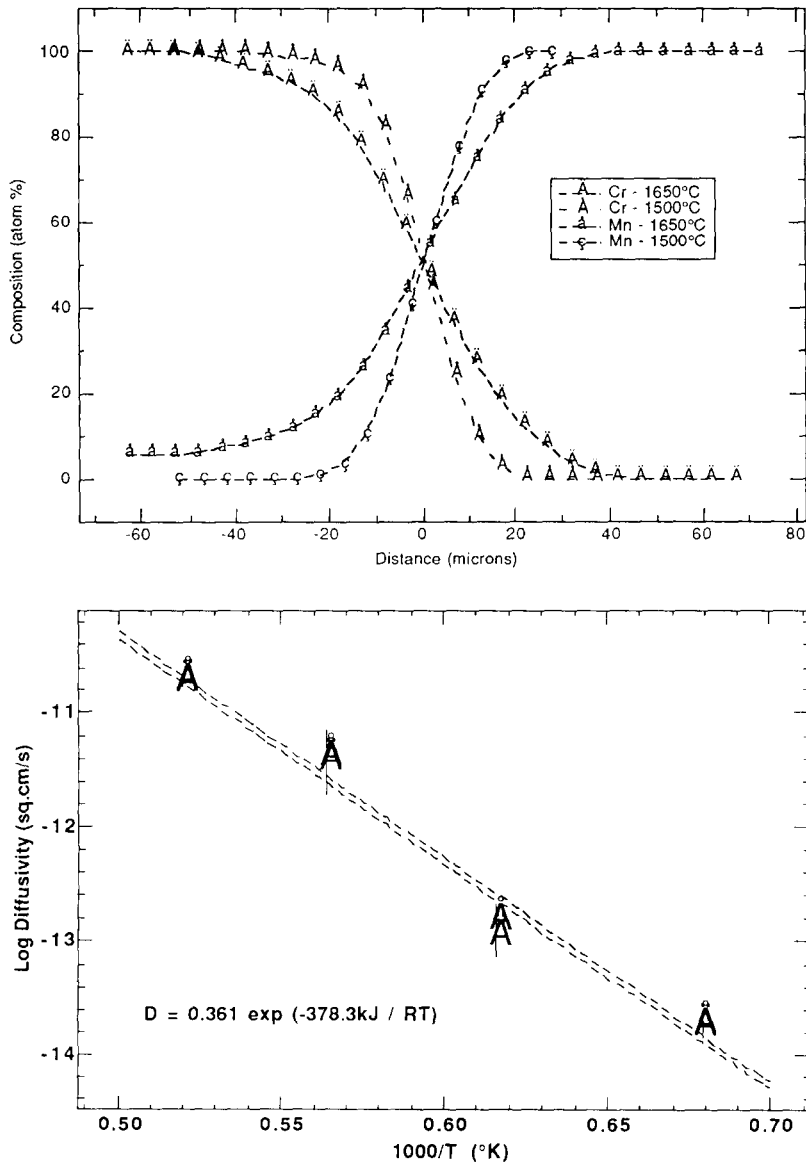 100
80
60
40
20
0
Composition (atom %)
Ä Cr - 1650°C
Å Cr - 1500°C
å Mn - 1650°C
ç Mn - 1500°C
-60 -40 -20 0 20 40 60 80
Distance (microns)
-11
-12
-13
-14
Log Diffusivity (sq.cm/s)
D = 0.361 exp (-378.3kJ / RT)
0.50 0.55 0.60 0.65 0.70
1000/T (°K)